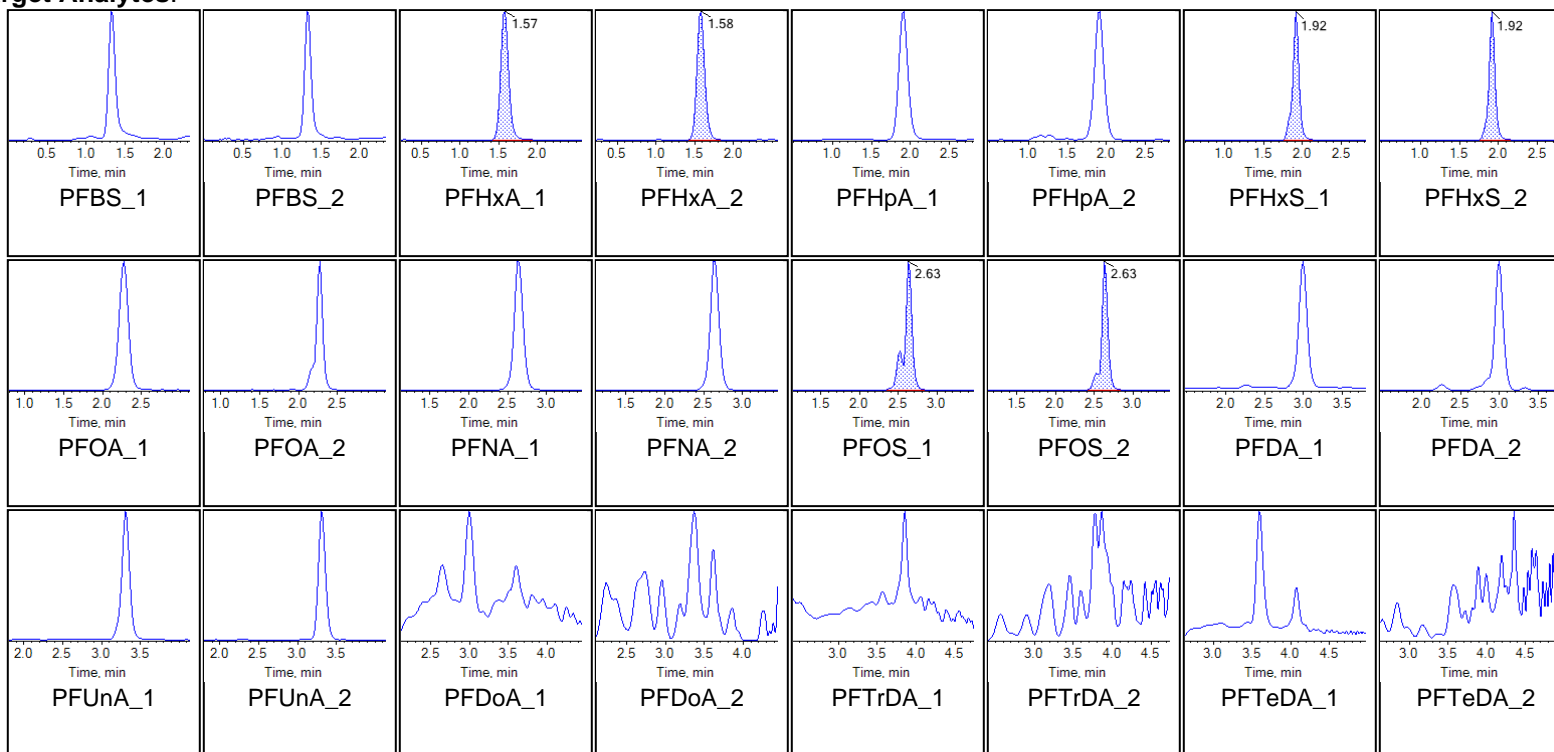 rget Analytes:
1.57 1.58 1.92 1.92
0.5 1.0 1.5 2.0 0.5 1.0 1.5 2.0 0.5 1.0 1.5 2.0 0.5 1.0 1.5 2.0 1.0 1.5 2.0 2.5 1.0 1.5 2.0 2.5 1.0 1.5 2.0 2.5 1.0 1.5 2.0 2.5
Time, min Time, min Time, min Time, min Time, min Time, min Time, min Time, min
PFBS_1 PFBS_2 PFHxA_1 PFHxA_2 PFHpA_1 PFHpA_2 PFHxS_1 PFHxS_2
2.63 2.63
1.0 1.5 2.0 2.5 1.0 1.5 2.0 2.5 1.5 2.0 2.5 3.0 1.5 2.0 2.5 3.0 1.5 2.0 2.5 3.0 1.5 2.0 2.5 3.0 2.0 2.5 3.0 3.5 2.0 2.5 3.0 3.5
Time, min Time, min Time, min Time, min Time, min Time, min Time, min Time, min
PFOA_1 PFOA_2 PFNA_1 PFNA_2 PFOS_1 PFOS_2 PFDA_1 PFDA_2
2.0 2.5 3.0 3.5 2.0 2.5 3.0 3.5 2.5 3.0 3.5 4.0 2.5 3.0 3.5 4.0 3.0 3.5 4.0 4.5 3.0 3.5 4.0 4.5 3.0 3.5 4.0 4.5 3.0 3.5 4.0 4.5
Time, min Time, min Time, min Time, min Time, min Time, min Time, min Time, min
PFUnA_1 PFUnA_2 PFDoA_1 PFDoA_2 PFTrDA_1 PFTrDA_2 PFTeDA_1 PFTeDA_2